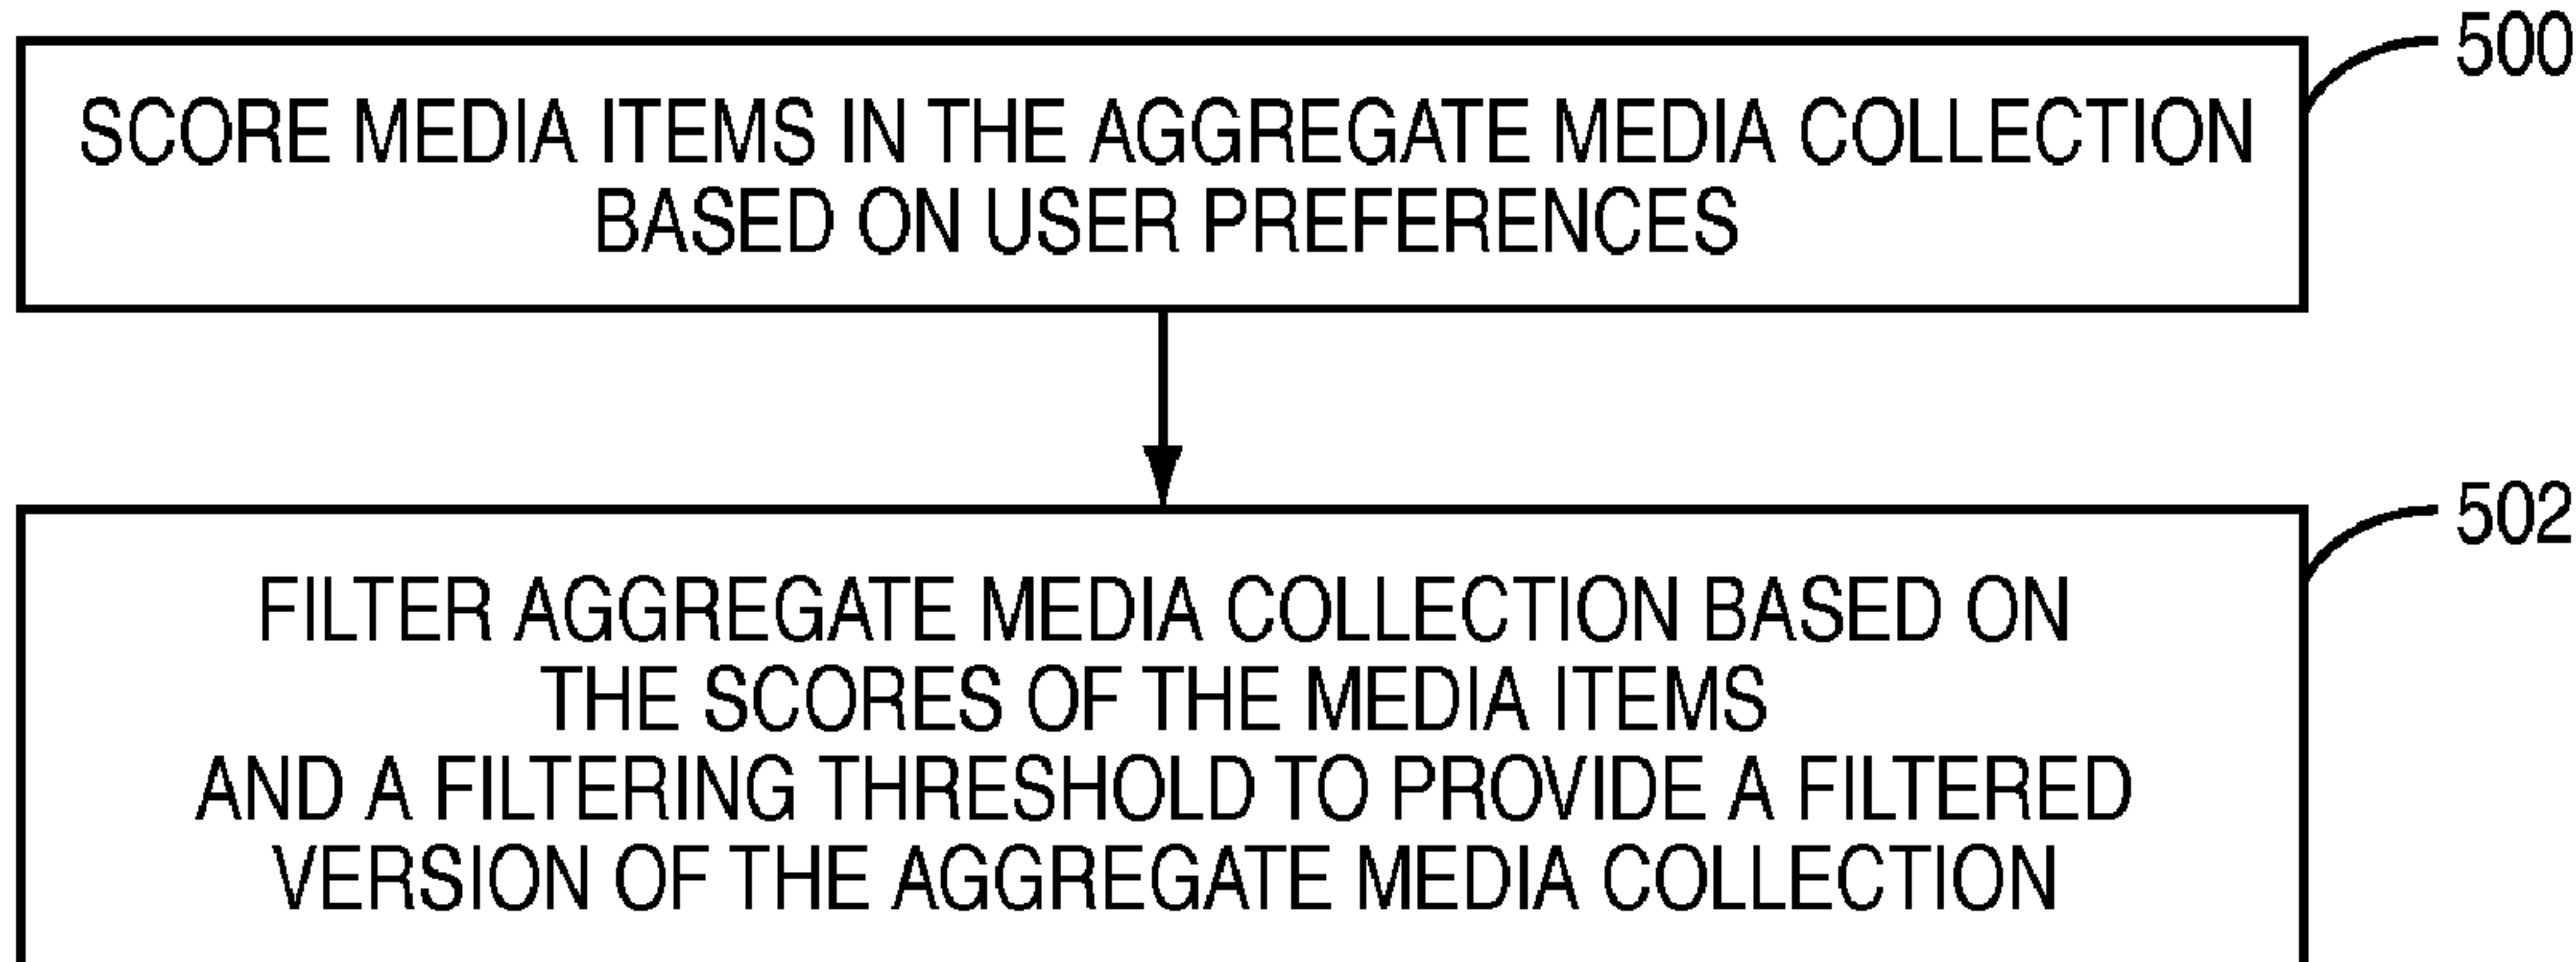 500
SCORE MEDIA ITEMS IN THE AGGREGATE MEDIA COLLECTION
BASED ON USER PREFERENCES
502
FILTER AGGREGATE MEDIA COLLECTION BASED ON
THE SCORES OF THE MEDIA ITEMS
AND A FILTERING THRESHOLD TO PROVIDE A FILTERED
VERSION OF THE AGGREGATE MEDIA COLLECTION